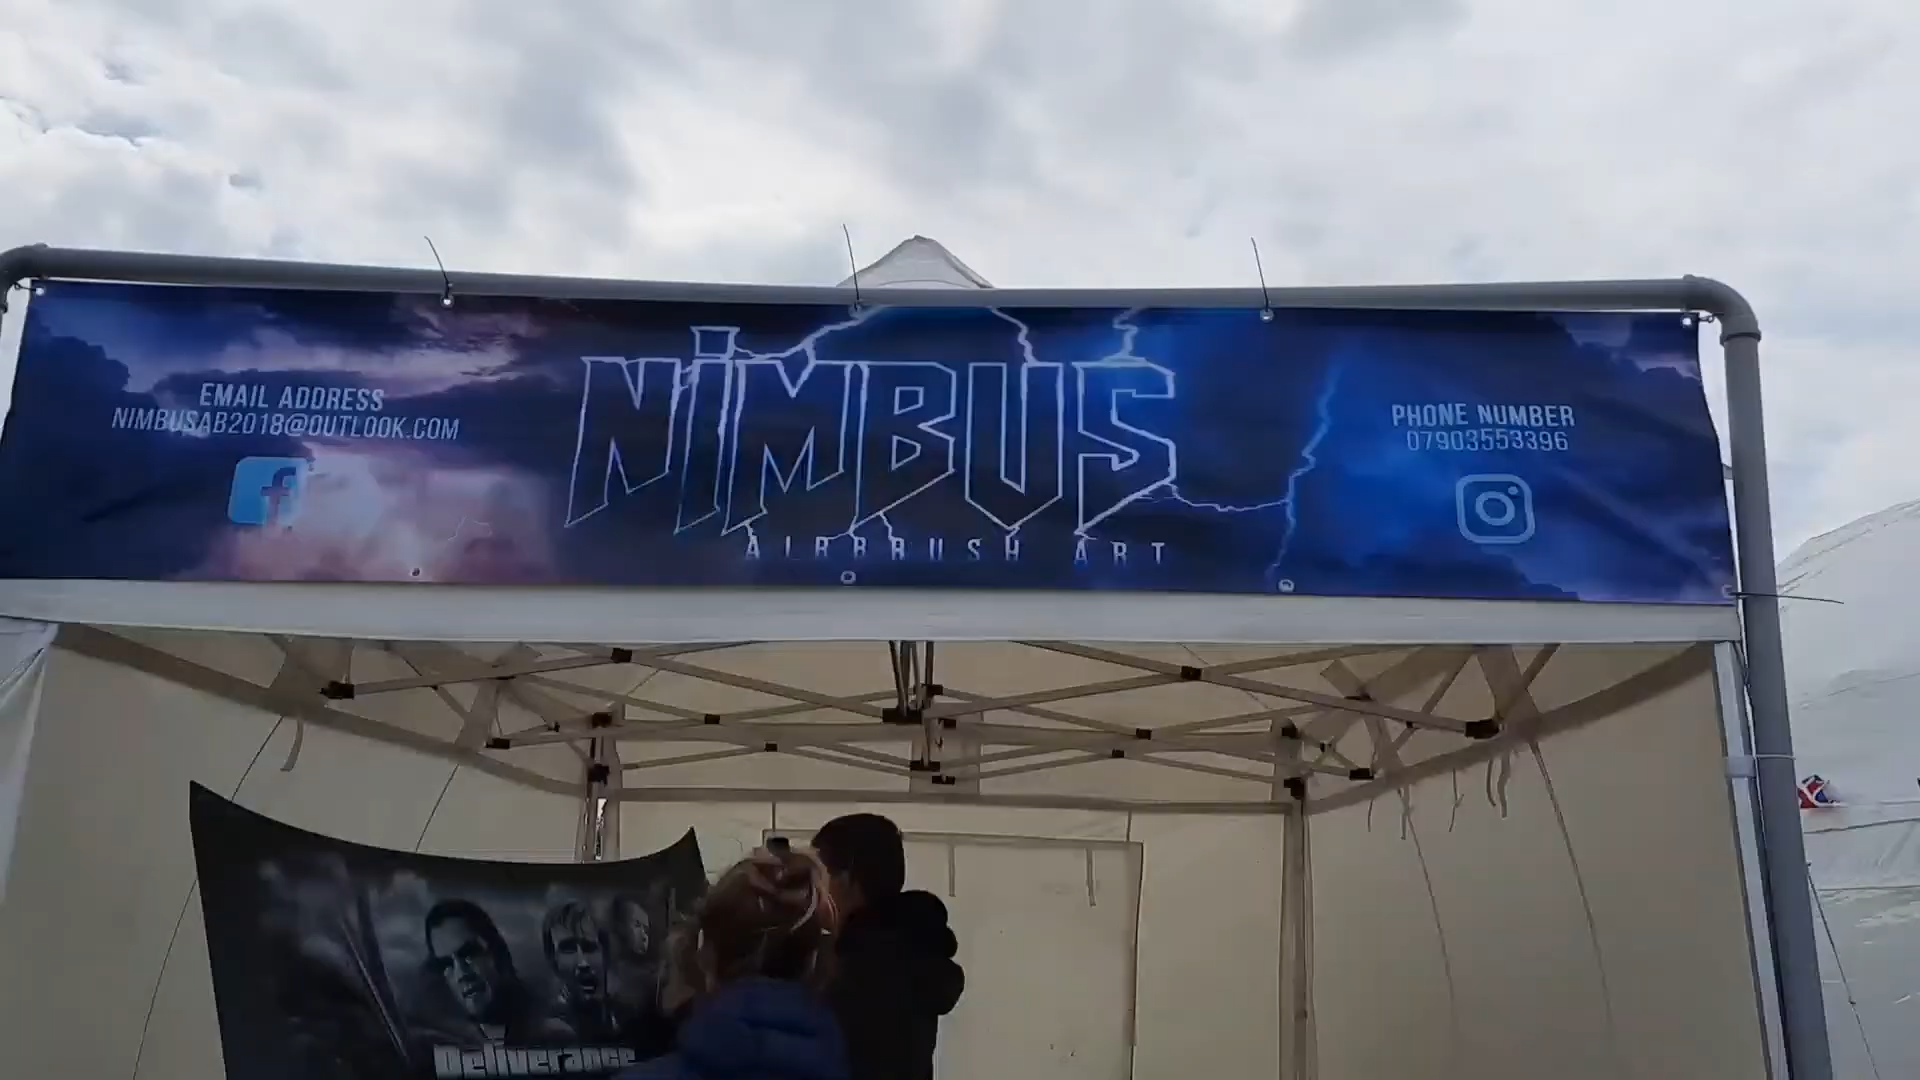 EMAIL ADDRESS
NIMBUSAB2018@OUTLOOK.COM
NiMBUS
AIRBRUSH ART
PHONE NUMBER
07903553396
Deliverance